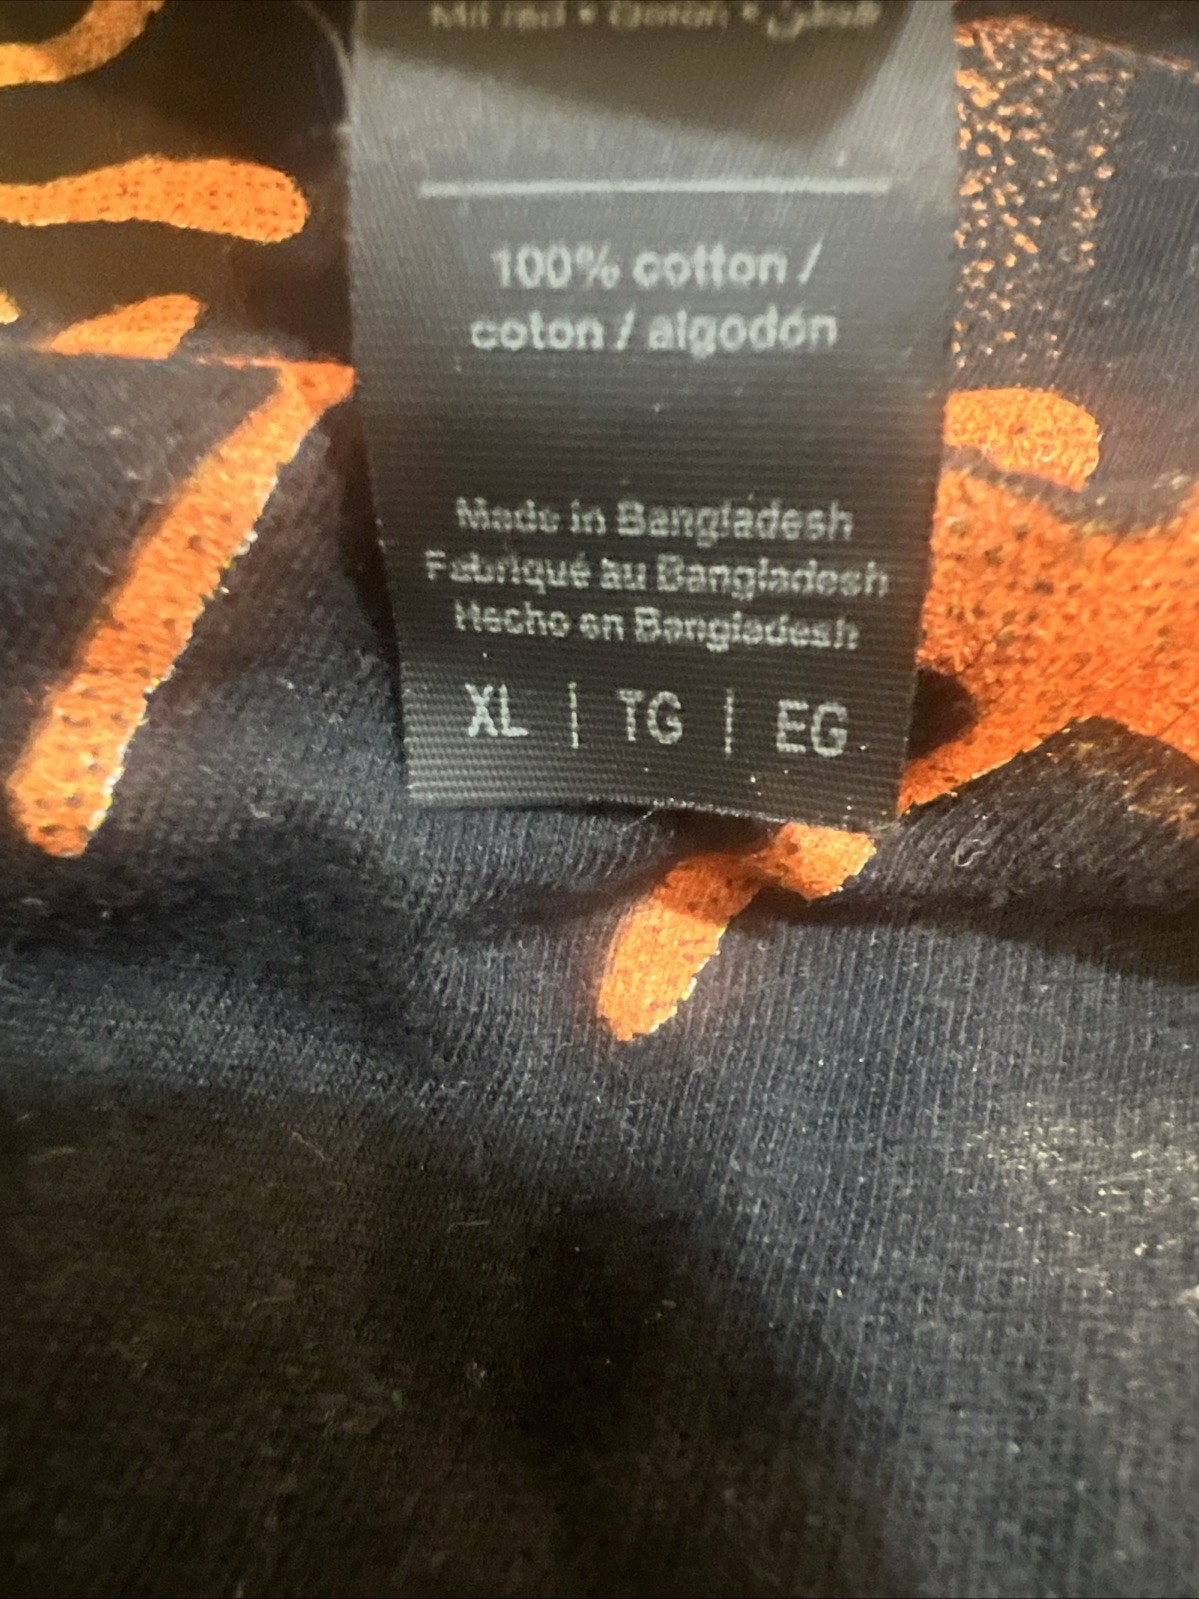 100% cotton /
coton / algodón
Made in Bangladesh
Fabriqué au Bangladesh
Hecho en Bangladesh
XL | TG | EG